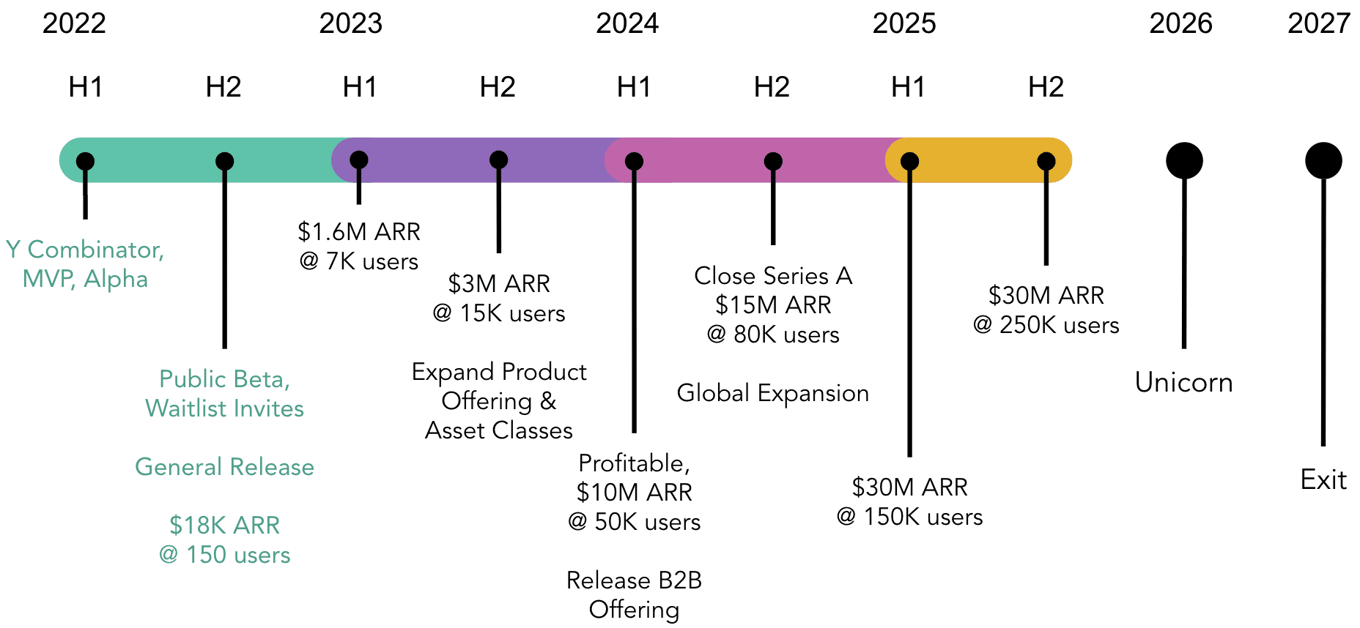 2022
2023
2024
2025
2026
2027
H1
H2
H1
H2
H1
H2
H1
H2
Y Combinator,
MVP, Alpha
Public Beta,
Waitlist Invites
General Release
$18K ARR
@ 150 users
$1.6M ARR
@ 7K users
$3M ARR
@ 15K users
Expand Product
Offering &
Asset Classes
Profitable,
$10M ARR
@ 50K users
Release B2B
Offering
Close Series A
$15M ARR
@ 80K users
Global Expansion
$30M ARR
@ 150K users
$30M ARR
@ 250K users
Unicorn
Exit